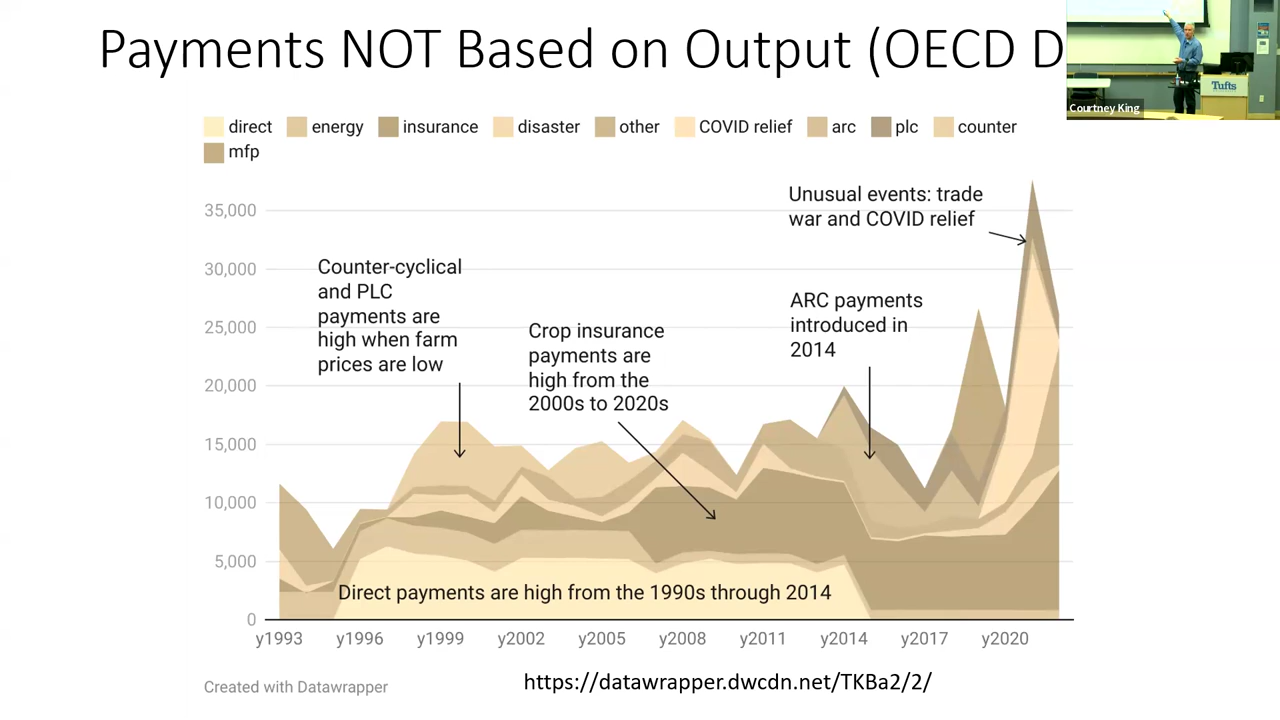 Payments NOT Based on Output (OECD D
Courtney King
Tufts
direct energy insurance disaster other COVID relief arc plc counter
mfp
35,000
30,000
25,000
20,000
15,000
10,000
5,000
0
Unusual events: trade
war and COVID relief
Counter-cyclical
and PLC
payments are
high when farm
prices are low
Crop insurance
payments are
high from the
2000s to 2020s
ARC payments
introduced in
2014
Direct payments are high from the 1990s through 2014
y1993 y1996 y1999 y2002 y2005 y2008 y2011 y2014 y2017 y2020
Created with Datawrapper
https://datawrapper.dwcdn.net/TKBa2/2/